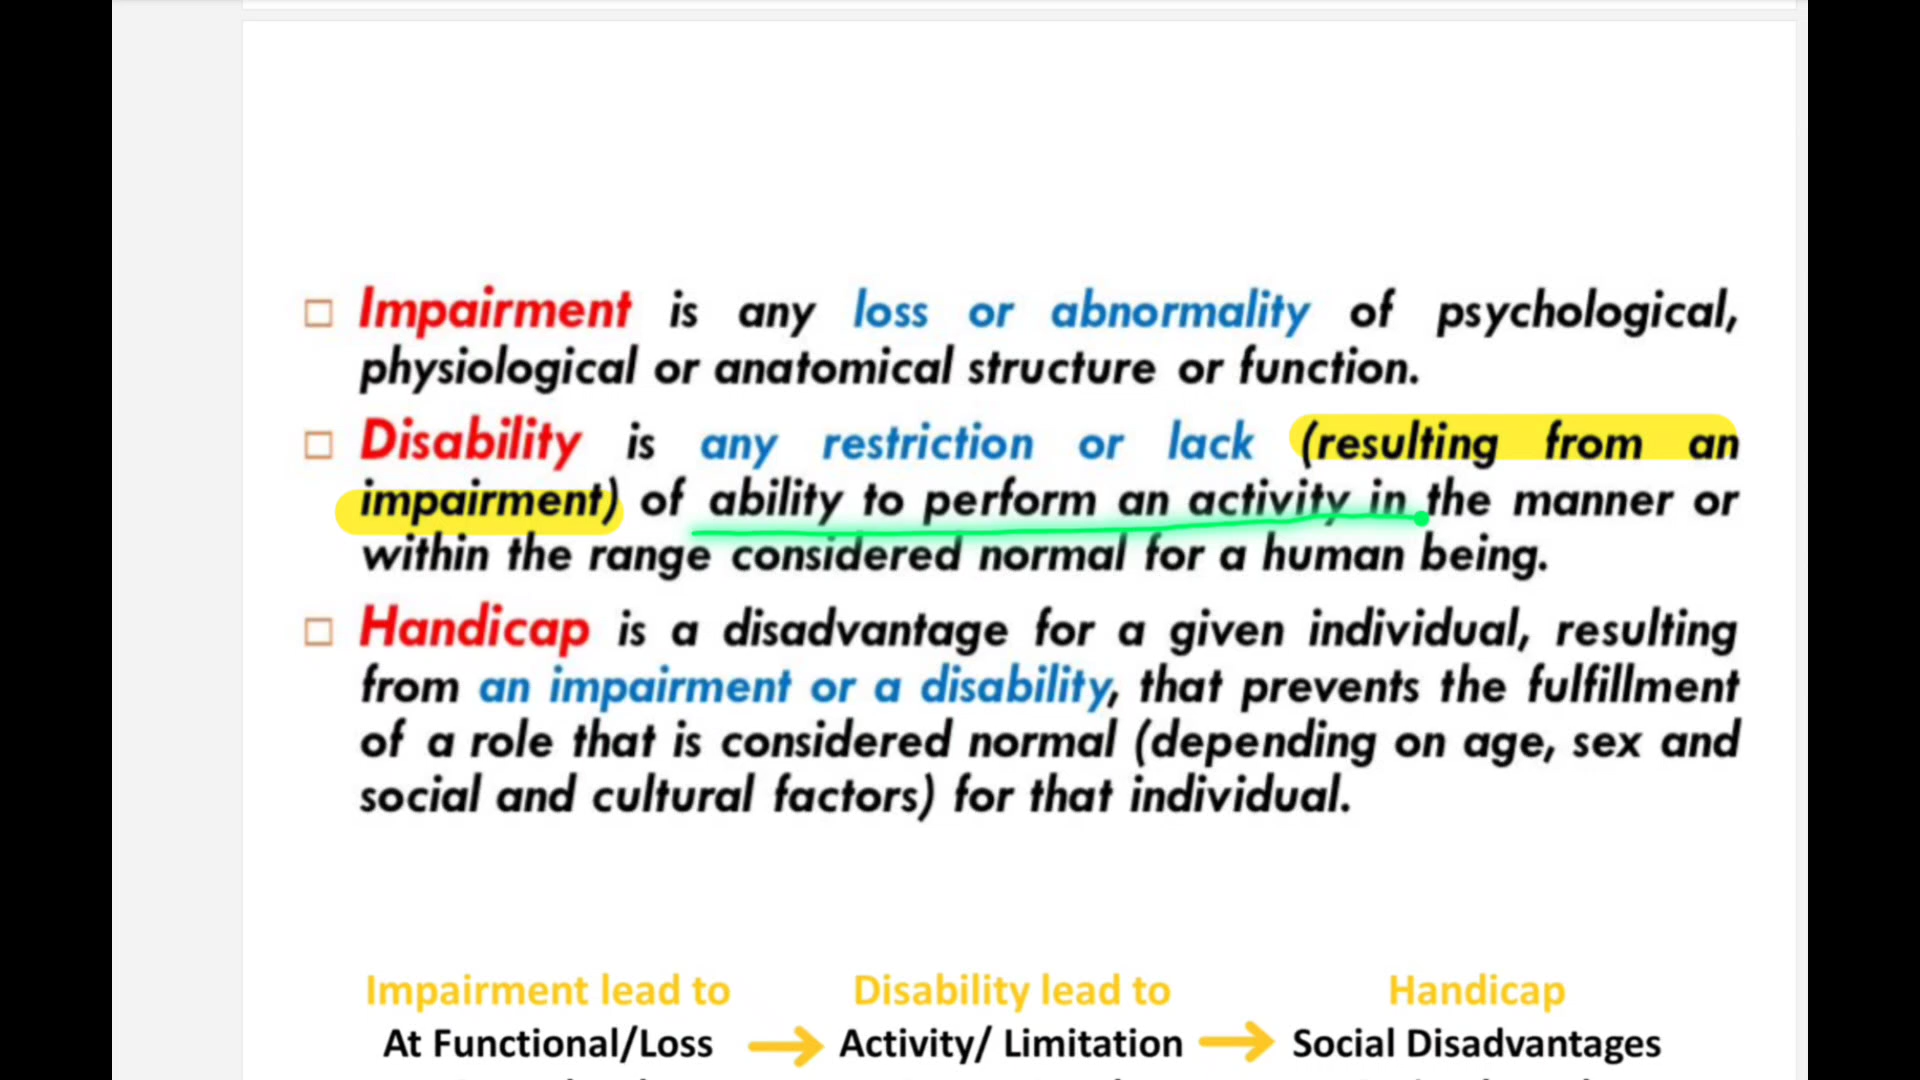 Impairment is any loss or abnormality of psychological,
physiological or anatomical structure or function.
Disability is any restriction or lack (resulting from an
impairment) of ability to perform an activity in the manner or
within the range considered normal for a human being.
Handicap is a disadvantage for a given individual, resulting
from an impairment or a disability, that prevents the fulfillment
of a role that is considered normal (depending on age, sex and
social and cultural factors) for that individual.
Impairment lead to Disability lead to Handicap
At Functional/Loss Activity/ Limitation Social Disadvantages